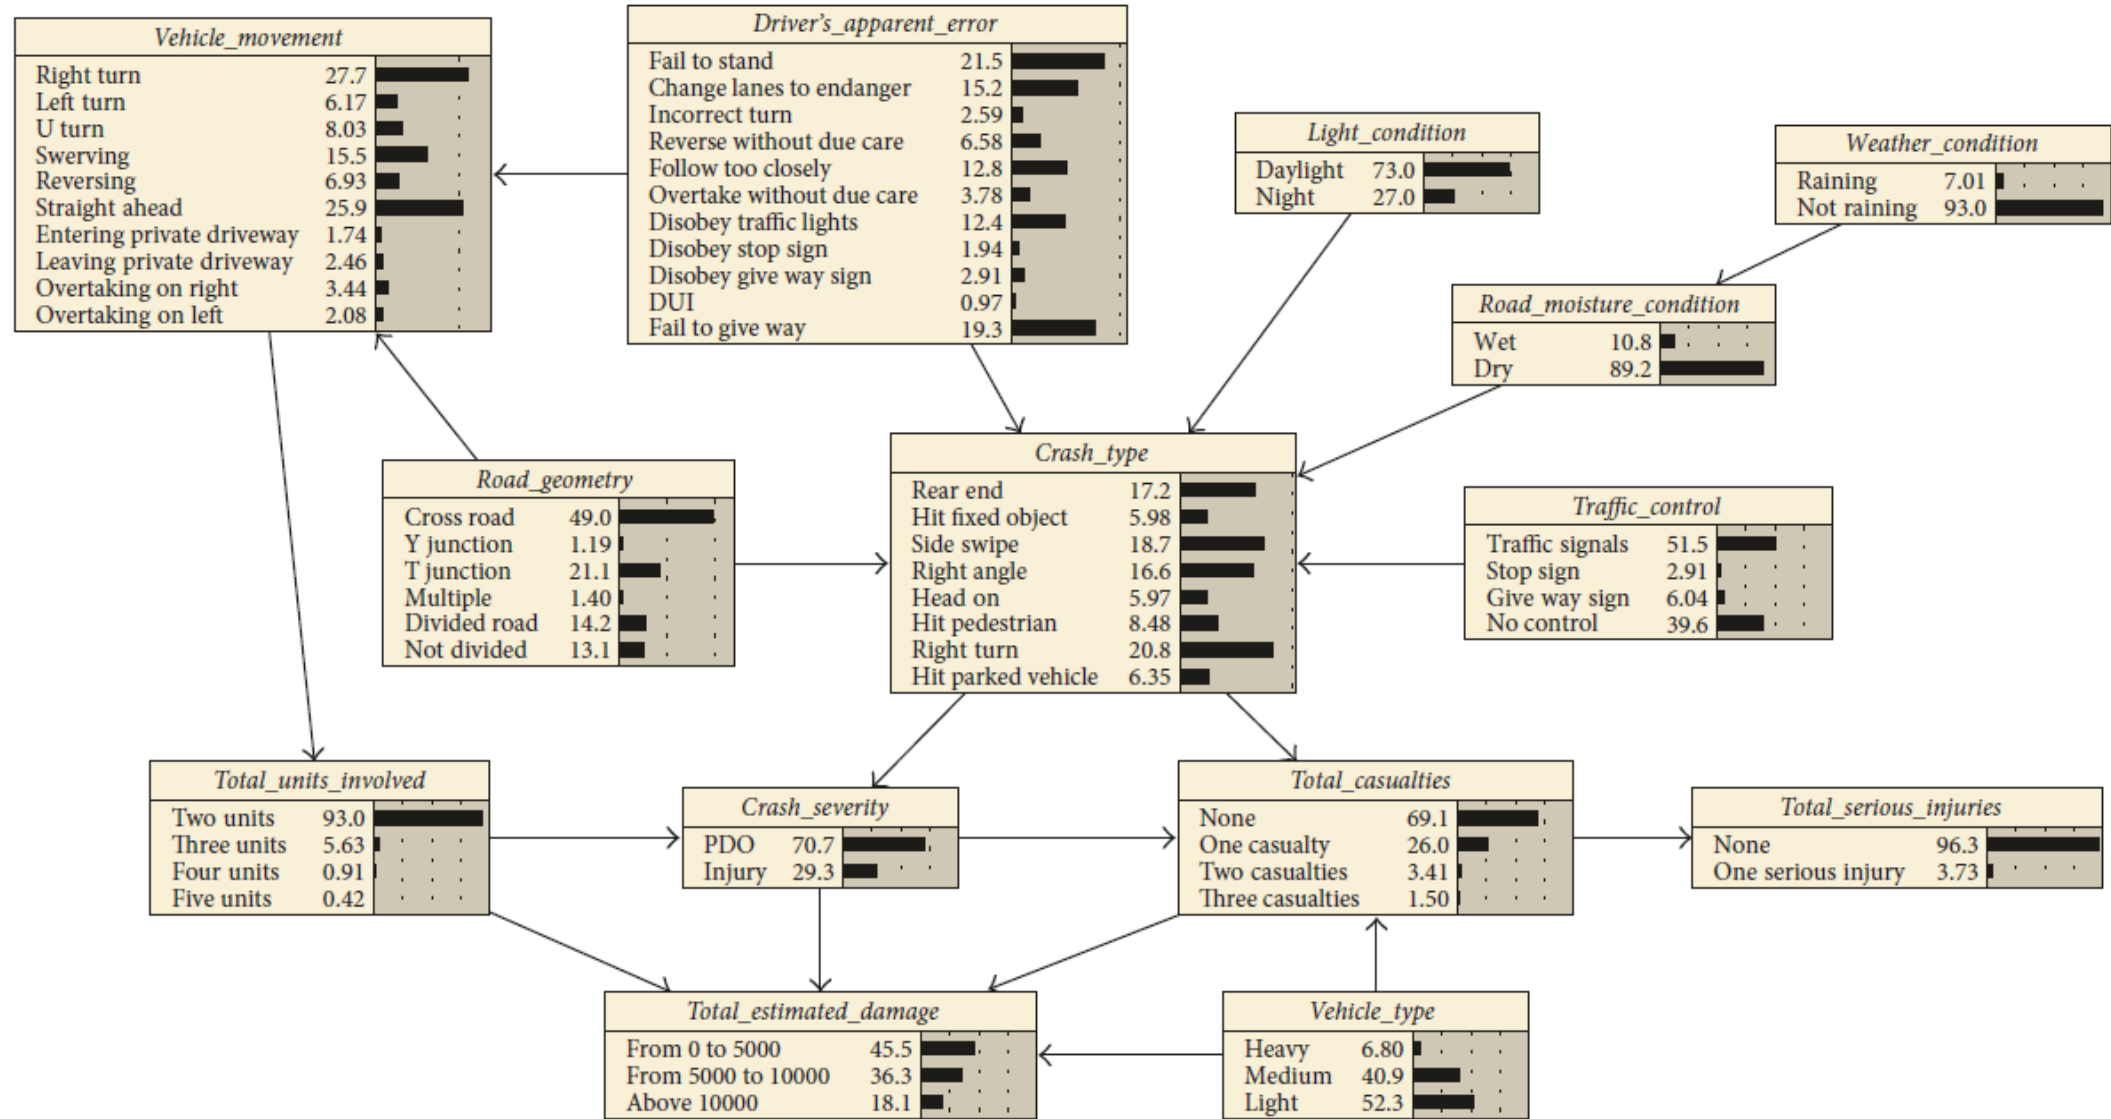 Vehicle_movement
Right turn 27.7
Left turn 6.17
U turn 8.03
Swerving 15.5
Reversing 6.93
Straight ahead 25.9
Entering private driveway 1.74
Leaving private driveway 2.46
Overtaking on right 3.44
Overtaking on left 2.08
Driver's_apparent_error
Fail to stand 21.5
Change lanes to endanger 15.2
Incorrect turn 2.59
Reverse without due care 6.58
Follow too closely 12.8
Overtake without due care 3.78
Disobey traffic lights 12.4
Disobey stop sign 1.94
Disobey give way sign 2.91
DUI 0.97
Fail to give way 19.3
Light_condition
Daylight 73.0
Night 27.0
Weather_condition
Raining 7.01
Not raining 93.0
Road_moisture_condition
Wet 10.8
Dry 89.2
Road_geometry
Cross road 49.0
Y junction 1.19
T junction 21.1
Multiple 1.40
Divided road 14.2
Not divided 13.1
Crash_type
Rear end 17.2
Hit fixed object 5.98
Side swipe 18.7
Right angle 16.6
Head on 5.97
Hit pedestrian 8.48
Right turn 20.8
Hit parked vehicle 6.35
Traffic_control
Traffic signals 51.5
Stop sign 2.91
Give way sign 6.04
No control 39.6
Total_units_involved
Two units 93.0
Three units 5.63
Four units 0.91
Five units 0.42
Crash_severity
PDO 70.7
Injury 29.3
Total_casualties
None 69.1
One casualty 26.0
Two casualties 3.41
Three casualties 1.50
Total_serious_injuries
None 96.3
One serious injury 3.73
Total_estimated_damage
From 0 to 5000 45.5
From 5000 to 10000 36.3
Above 10000 18.1
Vehicle_type
Heavy 6.80
Medium 40.9
Light 52.3